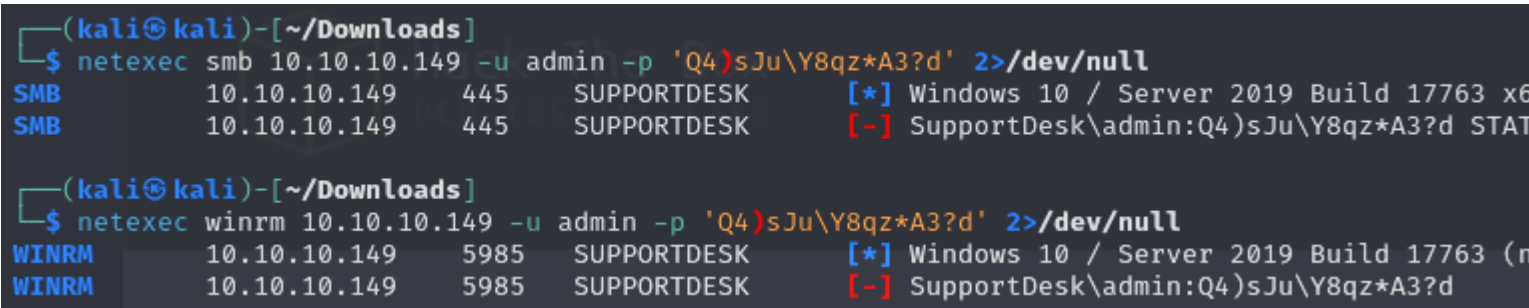 ┌──(kali㉿kali)-[~/Downloads]
└─$ netexec smb 10.10.10.149 -u admin -p 'Q4)sJu\Y8qz*A3?d' 2>/dev/null
SMB 10.10.10.149 445 SUPPORTDESK [*] Windows 10 / Server 2019 Build 17763
SMB 10.10.10.149 445 SUPPORTDESK [-] SupportDesk\admin:Q4)sJu\Y8qz*A3?d
┌──(kali㉿kali)-[~/Downloads]
└─$ netexec winrm 10.10.10.149 -u admin -p 'Q4)sJu\Y8qz*A3?d' 2>/dev/null
WINRM 10.10.10.149 5985 SUPPORTDESK [*] Windows 10 / Server 2019 Build 17763
WINRM 10.10.10.149 5985 SUPPORTDESK [-] SupportDesk\admin:Q4)sJu\Y8qz*A3?d